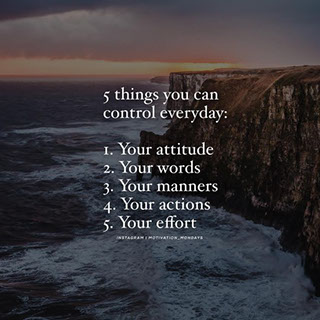 5 things you can
control everyday:
1. Your attitude
2. Your words
3. Your manners
4. Your actions
5. Your effort
INSTAGRAM | MOTIVATION_MONDAYS